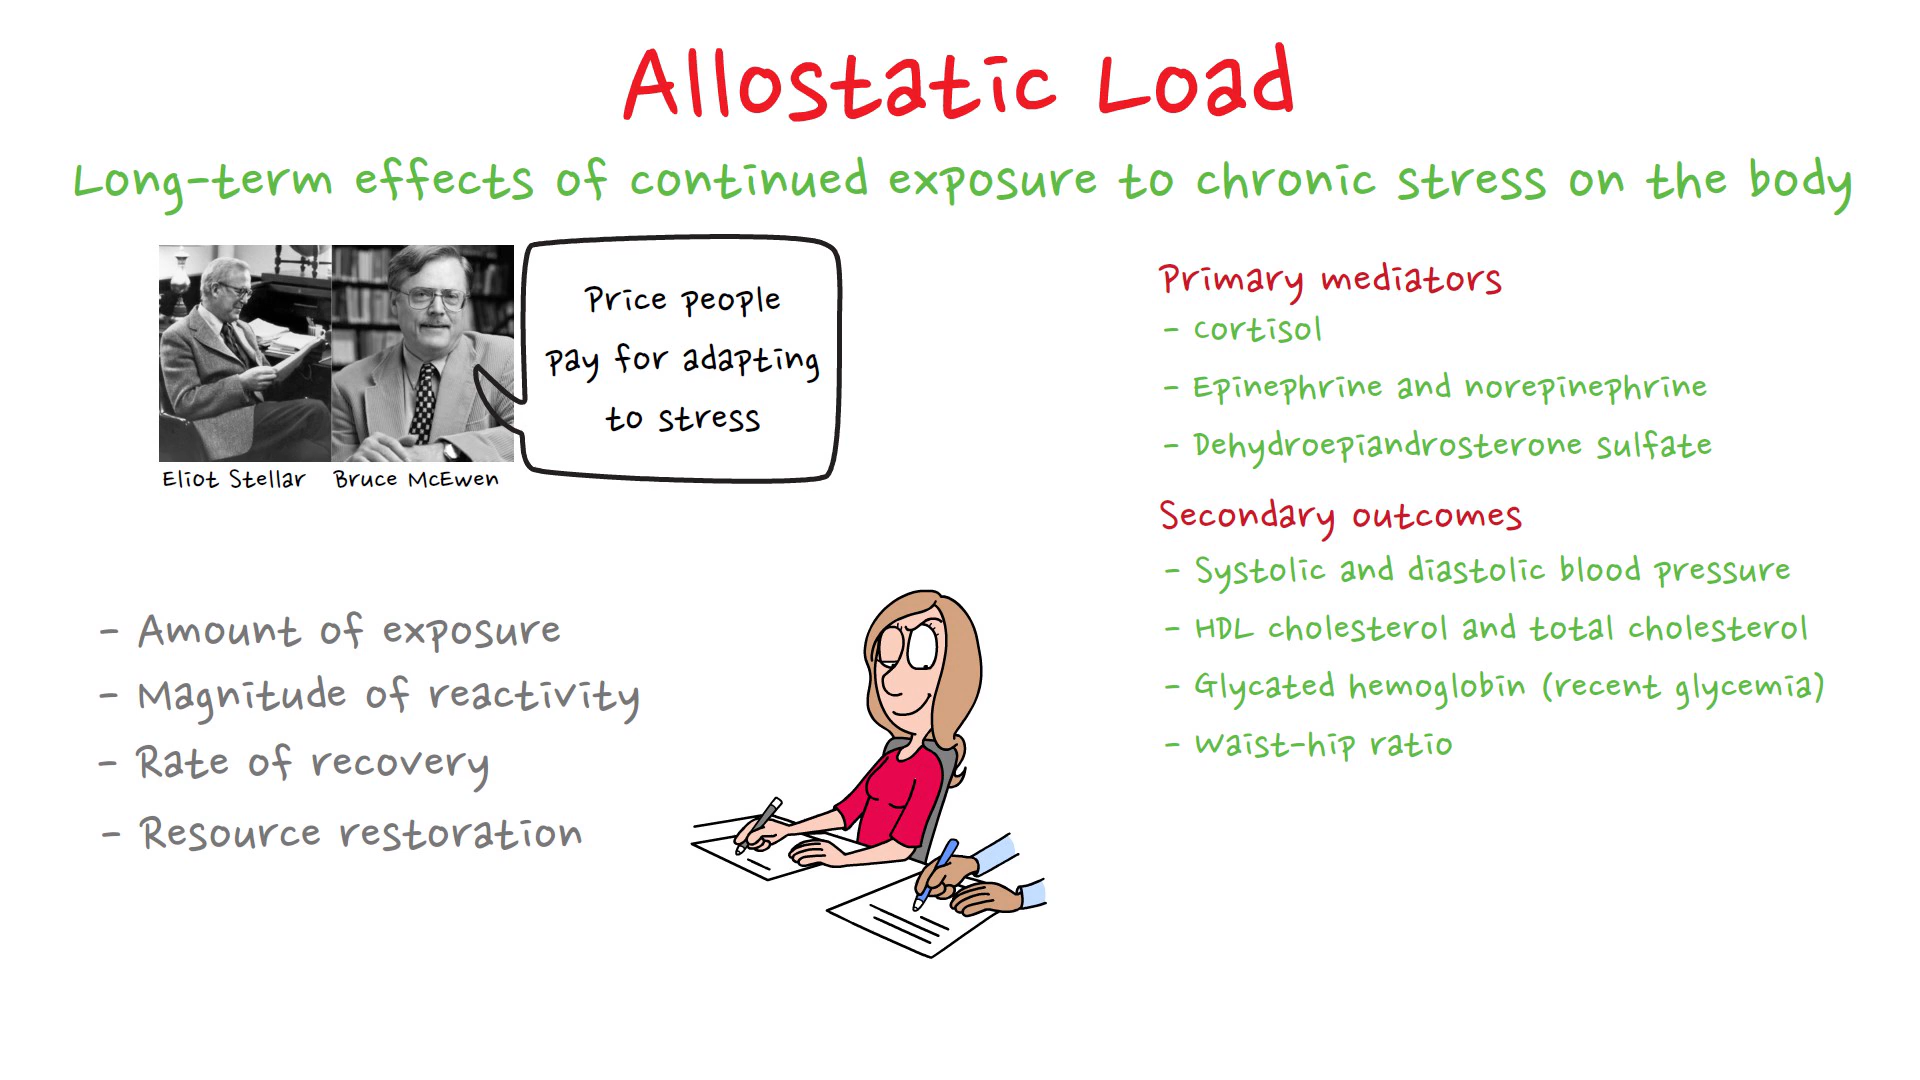 Allostatic Load
Long-term effects of continued exposure to chronic stress on the body
Price people
pay for adapting
to stress
Eliot Stellar
Bruce McEwen
- Amount of exposure
- Magnitude of reactivity
- Rate of recovery
- Resource restoration
Primary mediators
- Cortisol
- Epinephrine and norepinephrine
- Dehydroepiandrosterone sulfate
Secondary outcomes
- Systolic and diastolic blood pressure
- HDL cholesterol and total cholesterol
- Glycated hemoglobin (recent glycemia)
- Waist-hip ratio